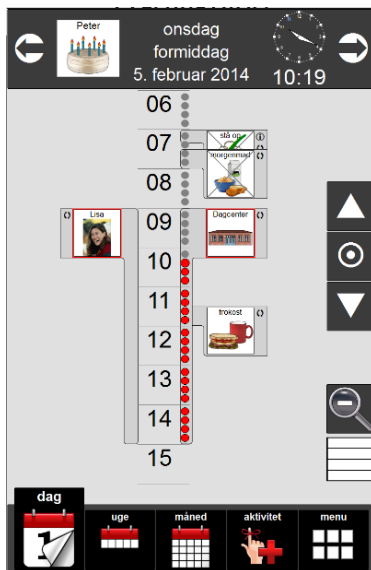 Peter
onsdag
formiddag
5. februar 2014
10:19
06
07
stå op
morgenmad
08
Lise
09
Dagcenter
10
11
frokost
12
13
14
15
dag
1
uge
måned
aktivitet
menu